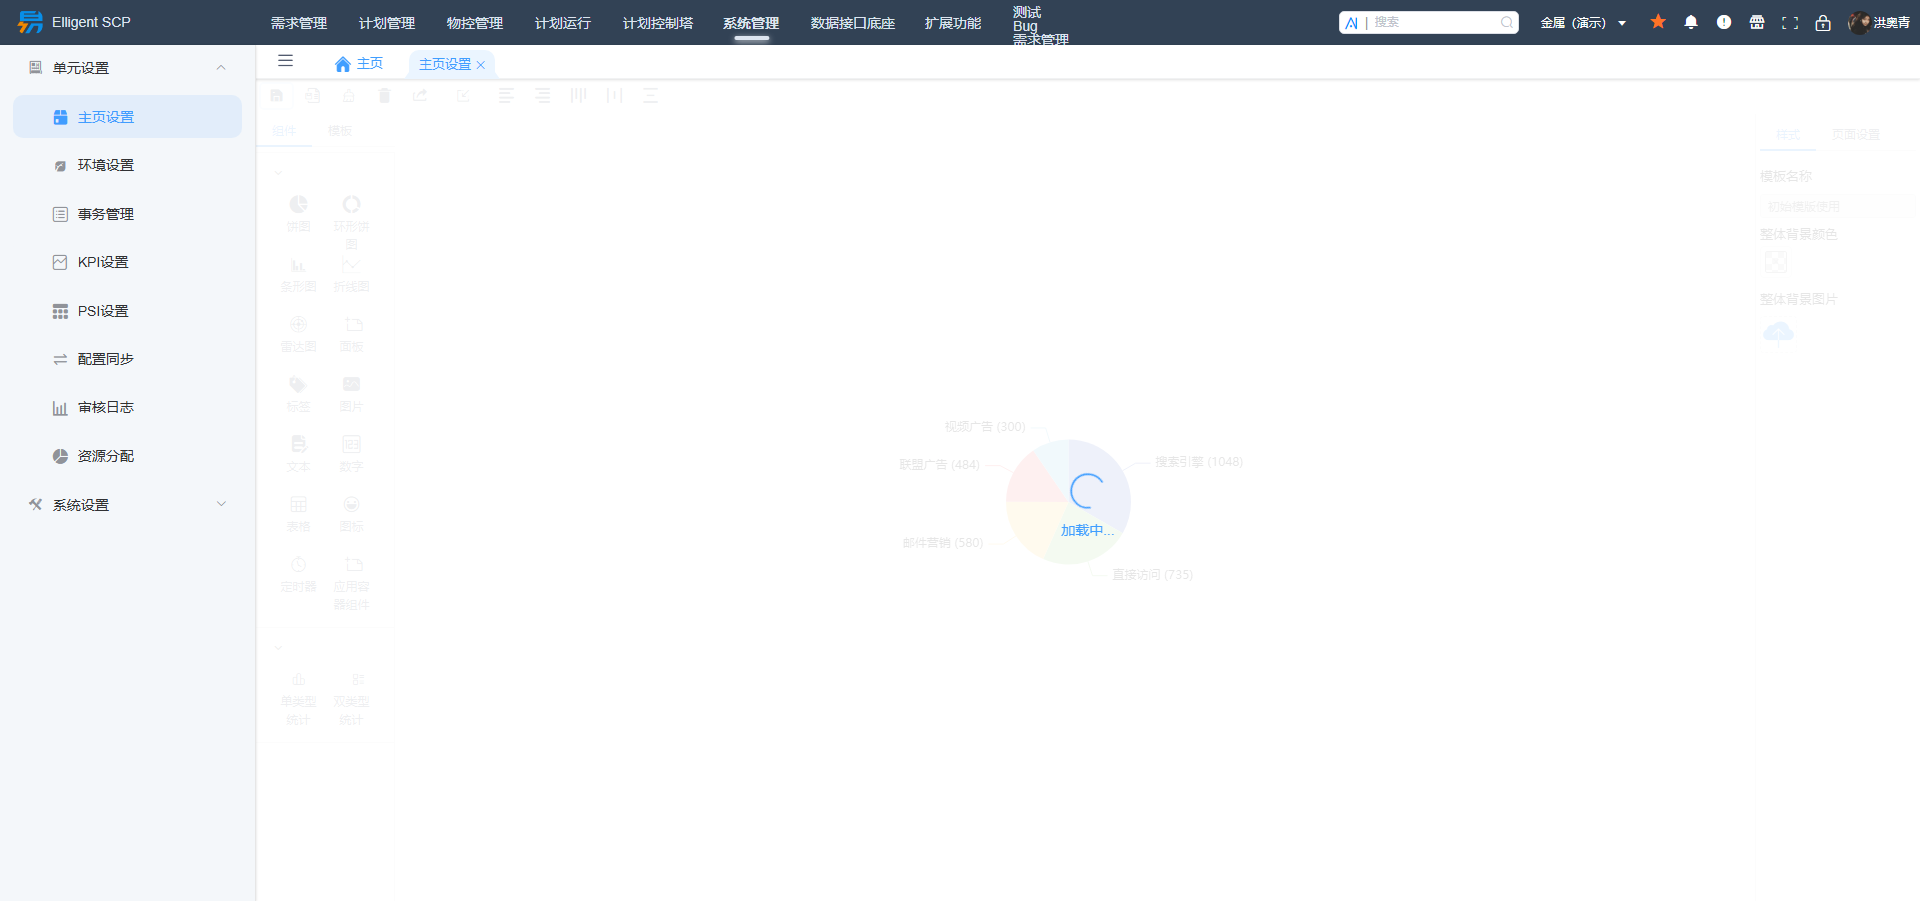 Elligent SCP
需求管理
计划管理
物控管理
计划运行
计划控制塔
系统管理
数据接口底座
扩展功能
测试
Bug
需求管理
AI | 搜索
金属（演示）
洪奥青
单元设置
主页设置
环境设置
事务管理
KPI设置
PSI设置
配置同步
审核日志
资源分配
系统设置
主页
主页设置
组件
模板
饼图
环形饼
图
条形图
折线图
雷达图
面板
标签
图片
文本
数字
表格
图标
定时器
应用容
器组件
单类型
统计
双类型
统计
视频广告 (300)
联盟广告 (484)
搜索引擎 (1048)
邮件营销 (580)
直接访问 (735)
加载中...
样式
页面设置
模板名称
初始模板使用
整体背景颜色
整体背景图片